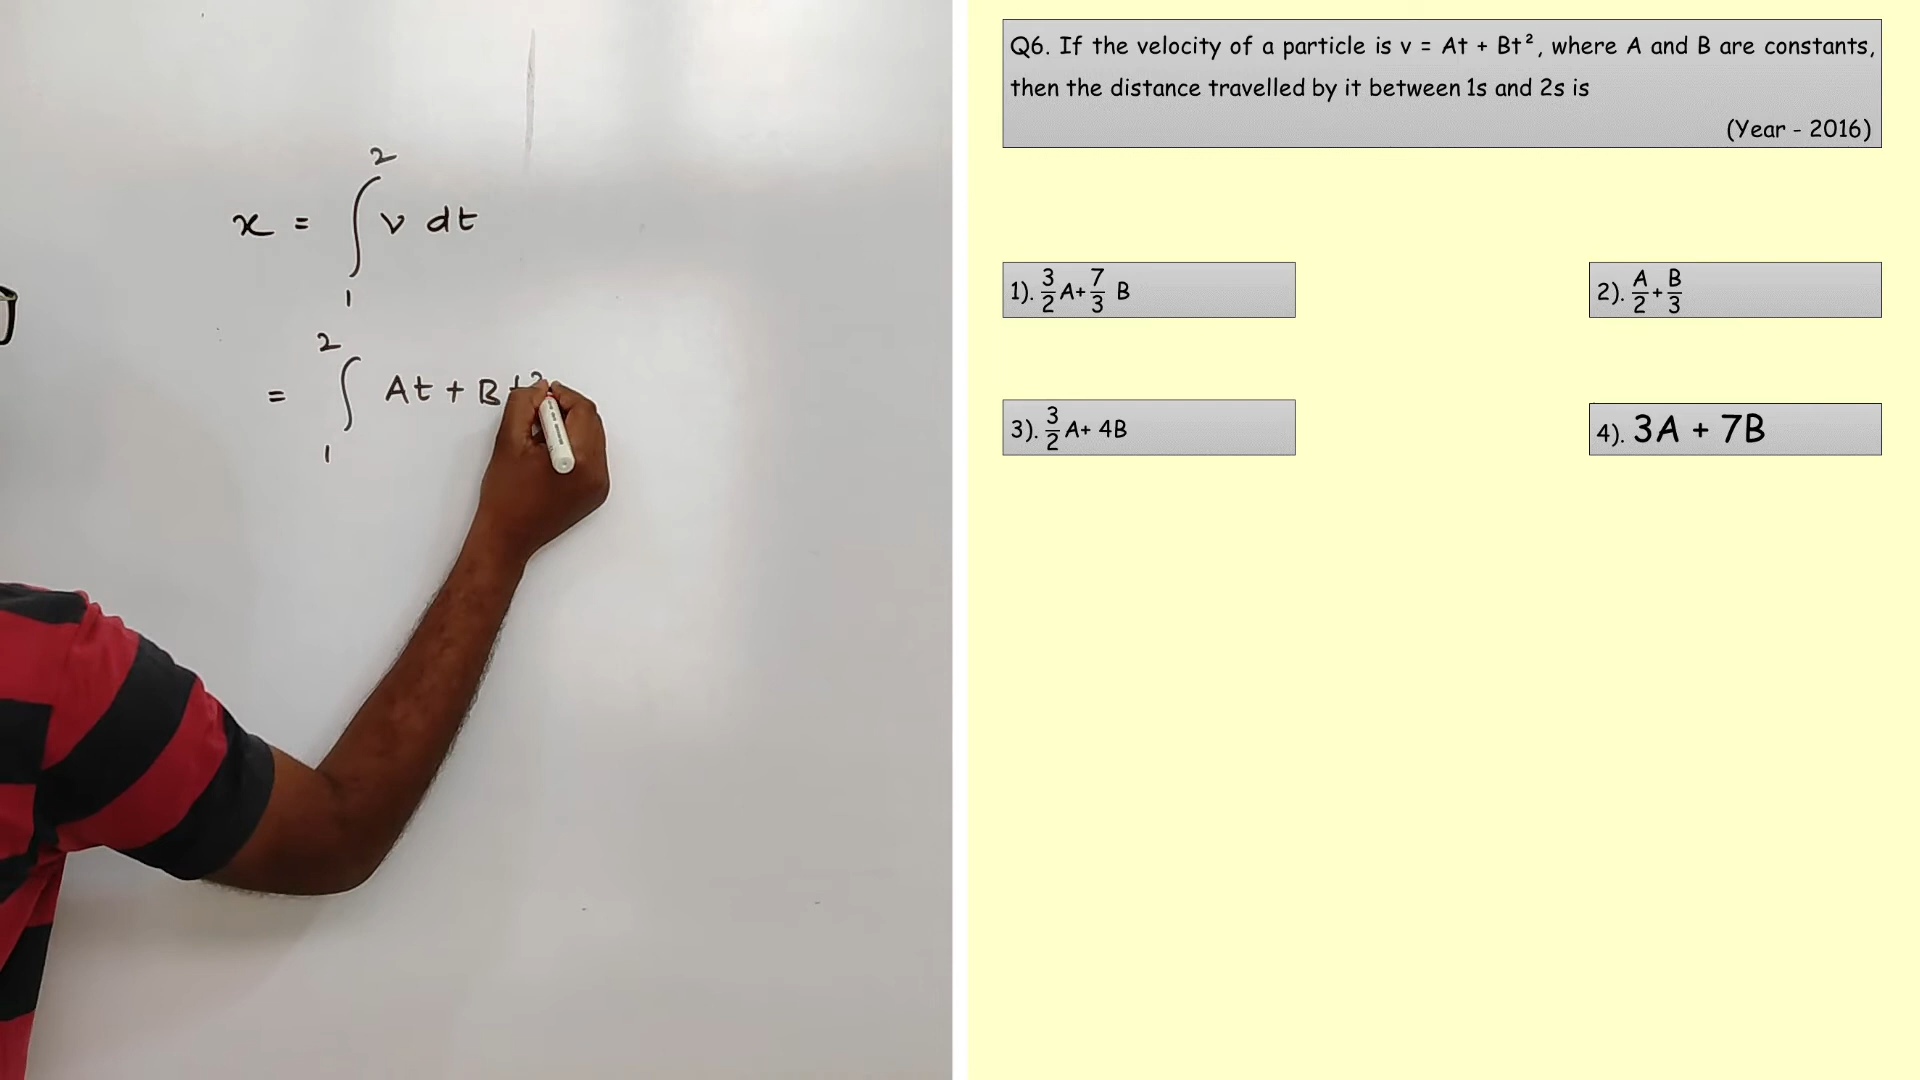 x = ∫₁² v dt
= ∫₁² At + Bt²
Q6. If the velocity of a particle is v = At + Bt², where A and B are constants,
then the distance travelled by it between 1s and 2s is
(Year - 2016)
1). 3/2 A+ 7/3 B
2). A/2 + B/3
3). 3/2 A+ 4B
4). 3A + 7B